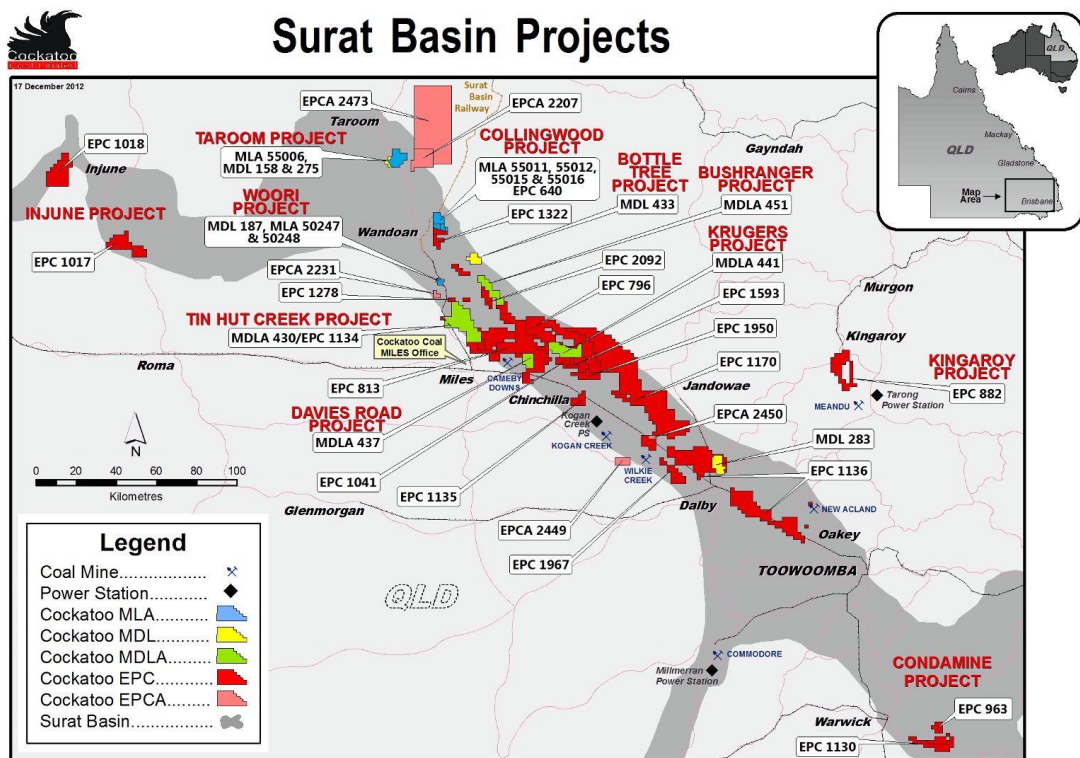 Cockatoo
Surat Basin Projects
17 December 2012
QLD
Cairns
Mackay
QLD
Gladstone
Map
Area
Brisbane
EPCA 2473
Surat
Basin
Railway
EPCA 2207
Taroom
TAROOM PROJECT
MLA 55006,
MDL 158 & 275
COLLINGWOOD
PROJECT
MLA 55011, 55012,
55015 & 55016
EPC 640
BOTTLE
TREE
PROJECT
MDL 433
Gayndah
BUSHRANGER
PROJECT
MDLA 451
EPC 1018
Injune
INJUNE PROJECT
EPC 1017
WOORI
PROJECT
MDL 187, MLA 50247
& 50248
Wandoan
EPC 1322
KRUGERS
PROJECT
MDLA 441
EPCA 2231
EPC 1278
EPC 2092
EPC 796
EPC 1593
Murgon
TIN HUT CREEK PROJECT
MDLA 430/EPC 1134
Cockatoo Coal
MILES Office
EPC 1950
Kingaroy
KINGAROY
PROJECT
EPC 882
Roma
Miles
EPC 813
CAMEBY
DOWNS
EPC 1170
Jandowae
MEANDU
Tarong
Power Station
Chinchilla
DAVIES ROAD
PROJECT
MDLA 437
Kogan
Creek
PS
KOGAN CREEK
EPCA 2450
MDL 283
N
0 20 40 60 80 100
Kilometres
EPC 1041
EPC 1135
WILKIE
CREEK
EPC 1136
Glenmorgan
Dalby
NEW ACLAND
EPCA 2449
Oakey
EPC 1967
TOOWOOMBA
QLD
Legend
Coal Mine
Power Station
Cockatoo MLA
Cockatoo MDL
Cockatoo MDLA
Cockatoo EPC
Cockatoo EPCA
Surat Basin
COMMODORE
Millmerran
Power Station
CONDAMINE
PROJECT
EPC 963
Warwick
EPC 1130